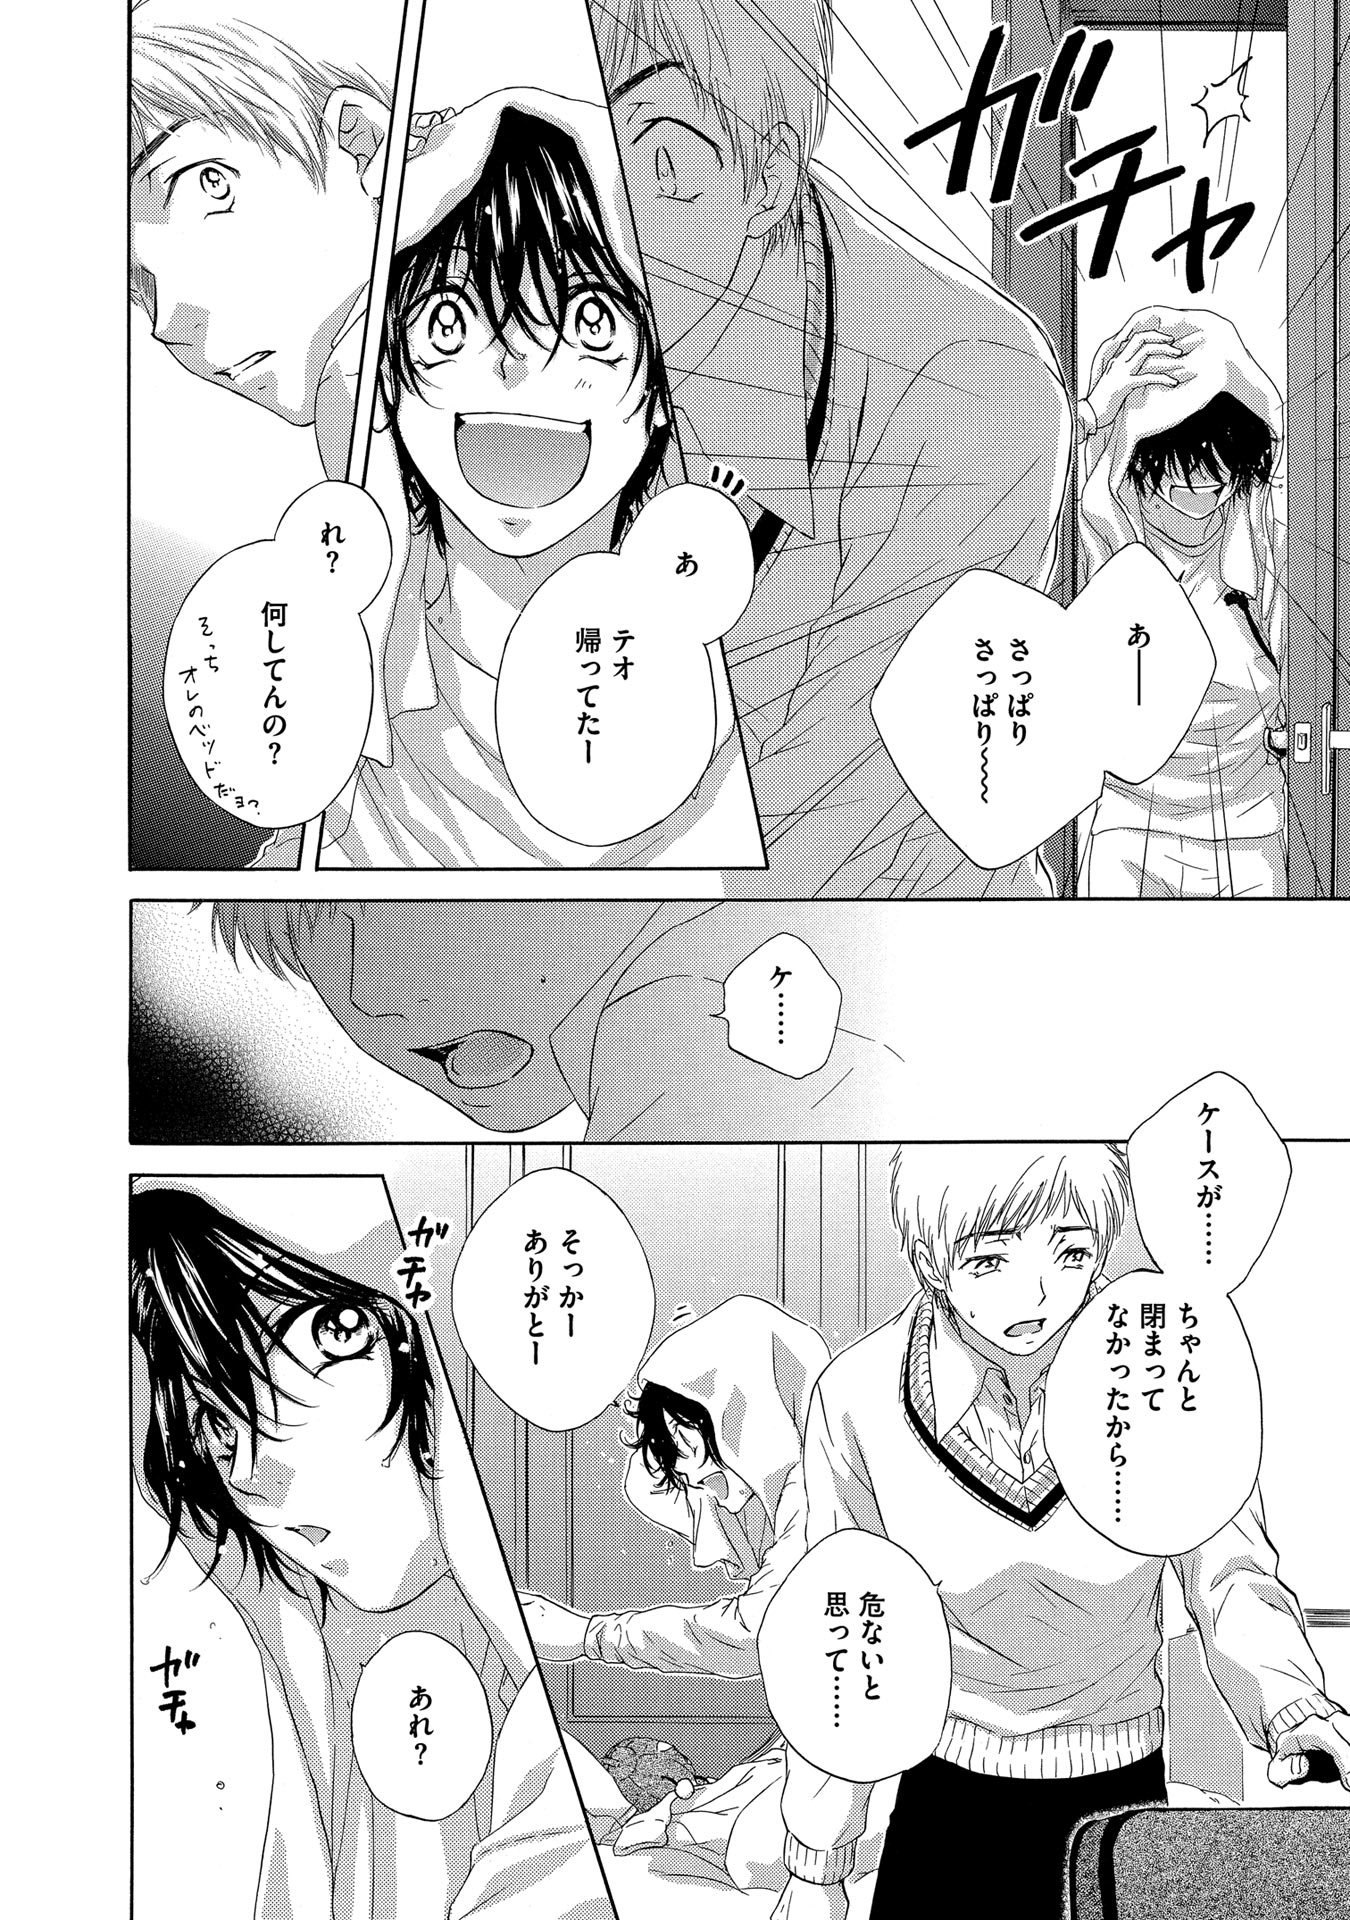 ガチャ
あー
さっぱり
さっぱり〜〜
あ
テオ
帰ってたー
れ？
何してんの？
そっち
オレのベッドだヨ？
ケ……
ケースが……
ちゃんと
閉まって
なかったから……
危ないと
思って……
そっかー
ありがとー
ガチャ
あれ？
ガチャ